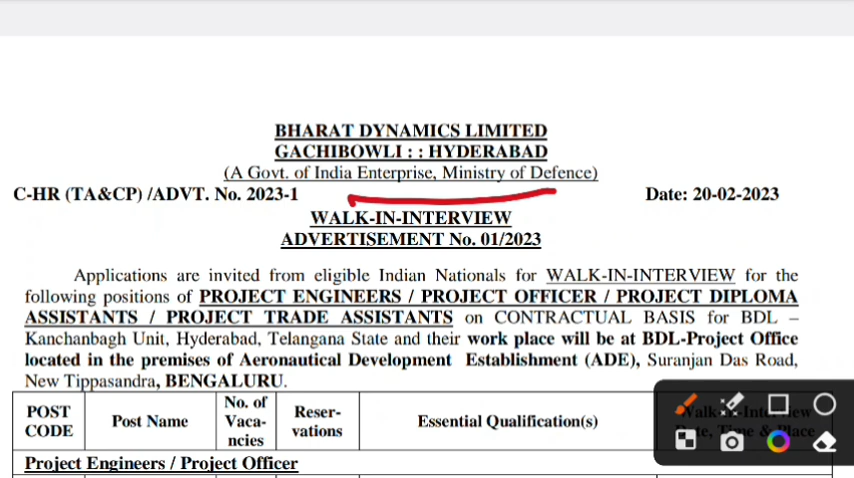 BHARAT DYNAMICS LIMITED
GACHIBOWLI : : HYDERABAD
(A Govt. of India Enterprise, Ministry of Defence)
C-HR (TA&CP) /ADVT. No. 2023-1 Date: 20-02-2023
WALK-IN-INTERVIEW
ADVERTISEMENT No. 01/2023
Applications are invited from eligible Indian Nationals for WALK-IN-INTERVIEW for the
following positions of PROJECT ENGINEERS / PROJECT OFFICER / PROJECT DIPLOMA
ASSISTANTS / PROJECT TRADE ASSISTANTS on CONTRACTUAL BASIS for BDL –
Kanchanbagh Unit, Hyderabad, Telangana State and their work place will be at BDL-Project Office
located in the premises of Aeronautical Development Establishment (ADE), Suranjan Das Road,
New Tippasandra, BENGALURU.
POST
CODE
Post Name
No. of
Vaca-
ncies
Reser-
vations
Essential Qualification(s)
Project Engineers / Project Officer